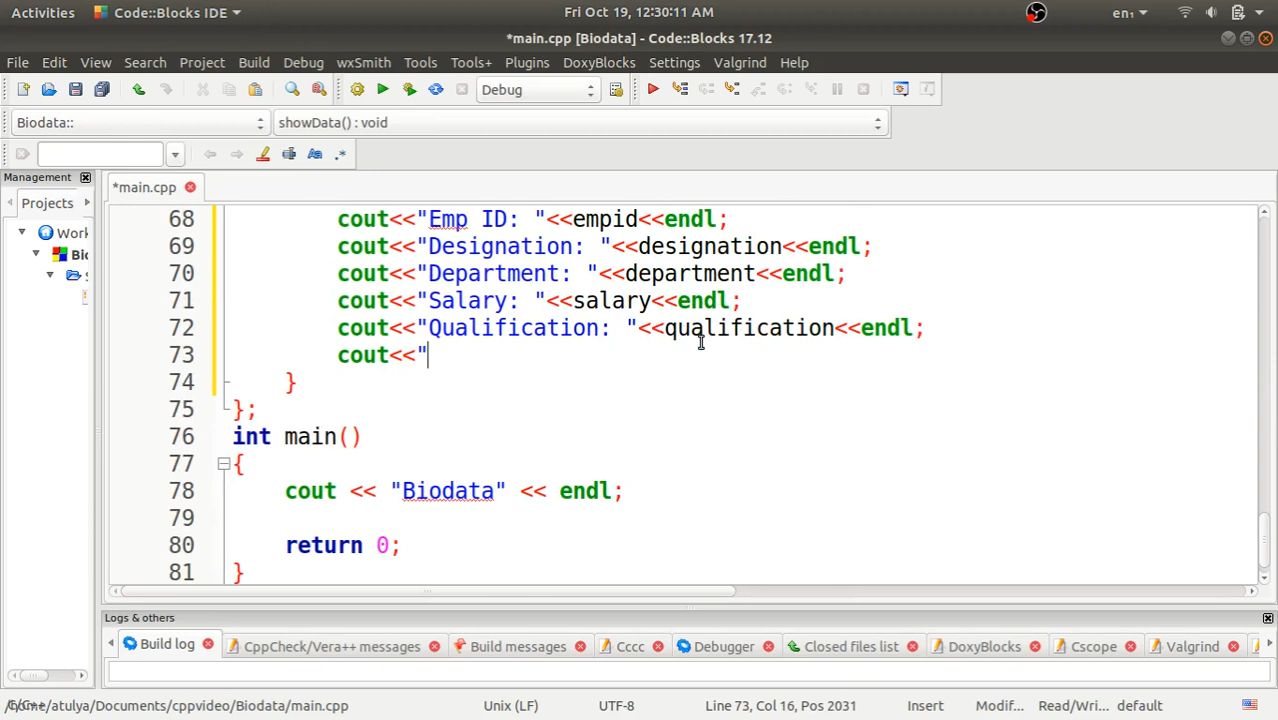 Activities Code::Blocks IDE Fri Oct 19, 12:30:11 AM en₁
*main.cpp [Biodata] - Code::Blocks 17.12
File Edit View Search Project Build Debug wxSmith Tools Tools+ Plugins DoxyBlocks Settings Valgrind Help
Debug
Biodata:: showData() : void
Management *main.cpp
Projects
Work
Bio
68 cout<<"Emp ID: "<<empid<<endl;
69 cout<<"Designation: "<<designation<<endl;
70 cout<<"Department: "<<department<<endl;
71 cout<<"Salary: "<<salary<<endl;
72 cout<<"Qualification: "<<qualification<<endl;
73 cout<<"
74 }
75 };
76 int main()
77 {
78 cout << "Biodata" << endl;
79
80 return 0;
81 }
Logs & others
Build log CppCheck/Vera++ messages Build messages Cccc Debugger Closed files list DoxyBlocks Cscope Valgrind
/home/atulya/Documents/cppvideo/Biodata/main.cpp Unix (LF) UTF-8 Line 73, Col 16, Pos 2031 Insert Modif... Read/Wri... default